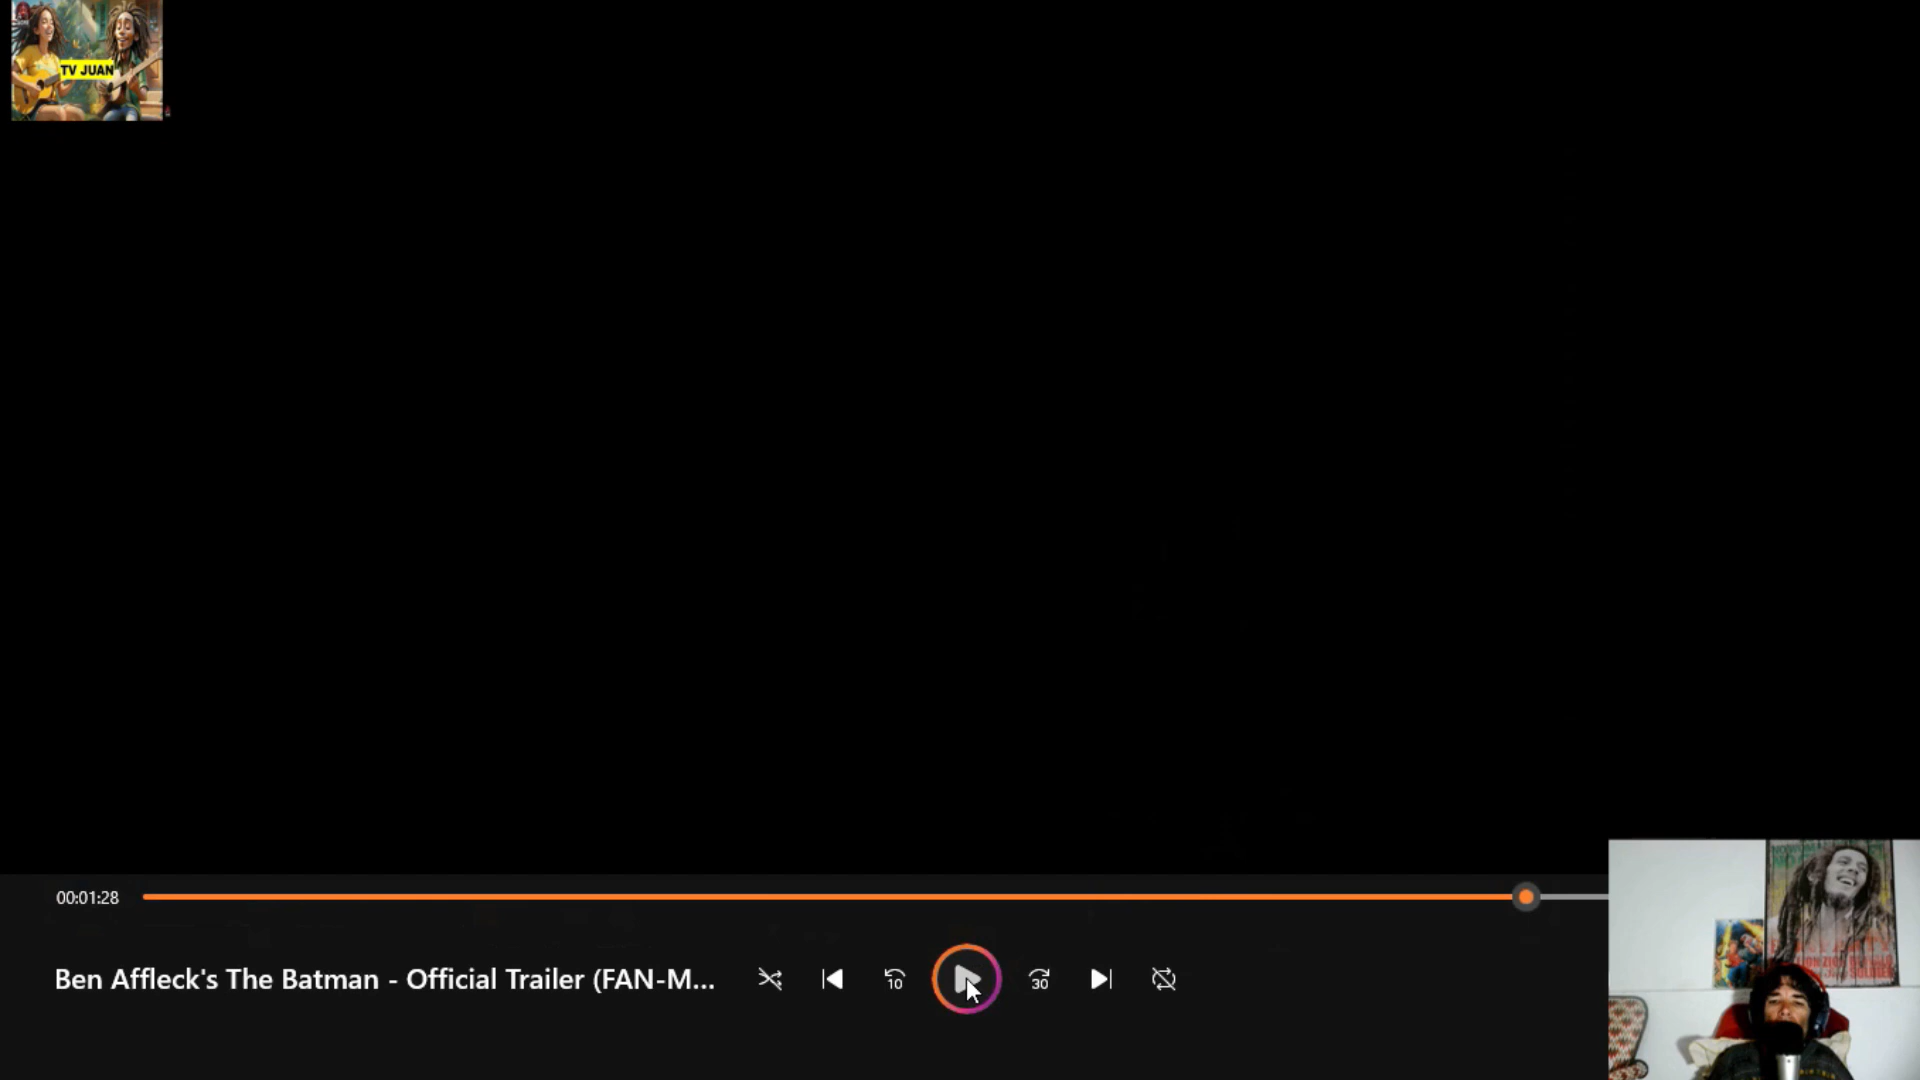 TV JUAN
00:01:28
Ben Affleck's The Batman - Official Trailer (FAN-M...
10
30